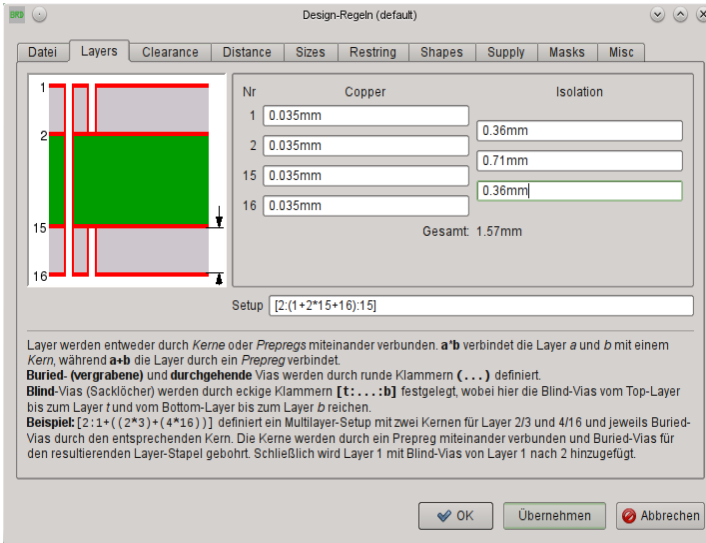 BRD
Design-Regeln (default)
Datei Layers Clearance Distance Sizes Restring Shapes Supply Masks Misc
1
2
15
16
Nr Copper Isolation
1 0.035mm
0.36mm
2 0.035mm
0.71mm
15 0.035mm
0.36mm
16 0.035mm
Gesamt: 1.57mm
Setup [2:(1+2*15+16):15]
Layer werden entweder durch Kerne oder Prepregs miteinander verbunden. a*b verbindet die Layer a und b mit einem
Kern, während a+b die Layer durch ein Prepreg verbindet.
Buried- (vergrabene) und durchgehende Vias werden durch runde Klammern (...) definiert.
Blind-Vias (Sacklöcher) werden durch eckige Klammern [t:...:b] festgelegt, wobei hier die Blind-Vias vom Top-Layer
bis zum Layer t und vom Bottom-Layer bis zum Layer b reichen.
Beispiel: [2:1+((2*3)+(4*16))] definiert ein Multilayer-Setup mit zwei Kernen für Layer 2/3 und 4/16 und jeweils Buried-
Vias durch den entsprechenden Kern. Die Kerne werden durch ein Prepreg miteinander verbunden und Buried-Vias für
den resultierenden Layer-Stapel gebohrt. Schließlich wird Layer 1 mit Blind-Vias von Layer 1 nach 2 hinzugefügt.
OK Übernehmen Abbrechen